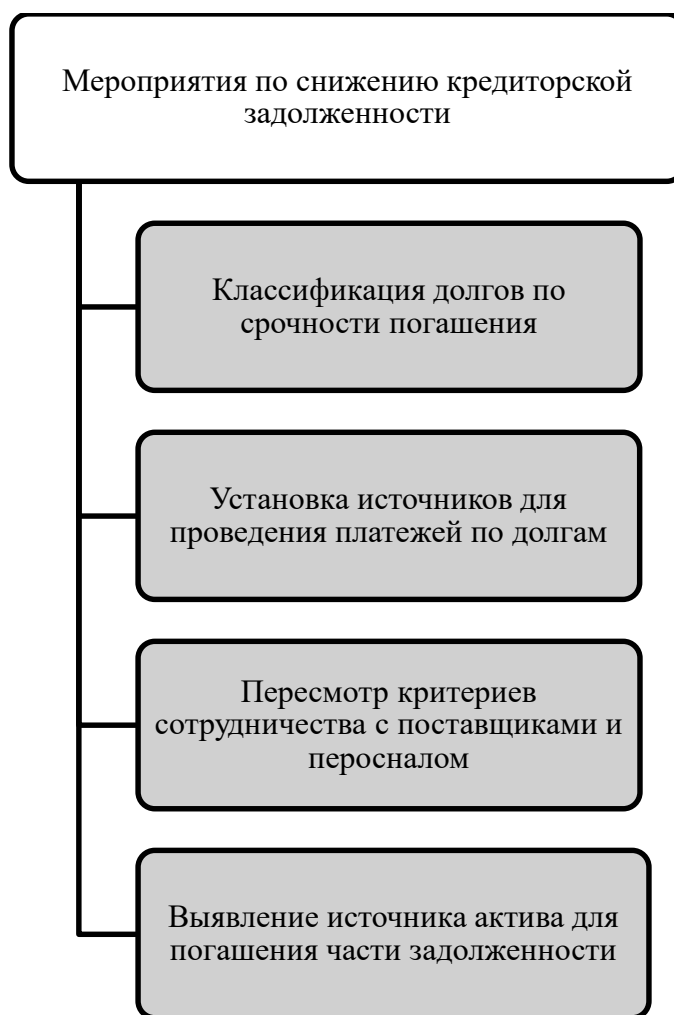 Мероприятия по снижению кредиторской
задолженности
Классификация долгов по
срочности погашения
Установка источников для
проведения платежей по долгам
Пересмотр критериев
сотрудничества с поставщиками и
перосналом
Выявление источника актива для
погашения части задолженности